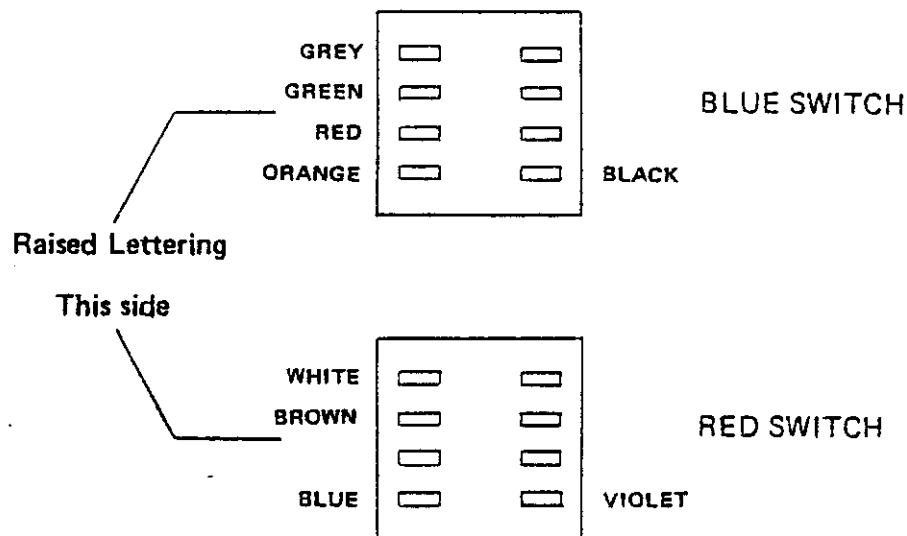 GREY
GREEN
BLUE SWITCH
RED
ORANGE BLACK
Raised Lettering
This side
WHITE
BROWN
RED SWITCH
BLUE VIOLET